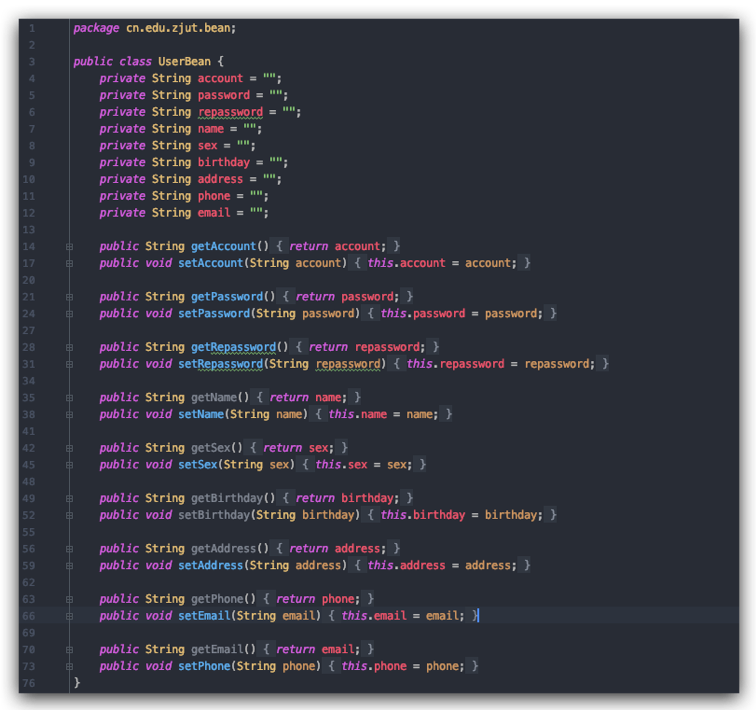 1 package cn.edu.zjut.bean;
2
3 public class UserBean {
4 private String account = "";
5 private String password = "";
6 private String repassword = "";
7 private String name = "";
8 private String sex = "";
9 private String birthday = "";
10 private String address = "";
11 private String phone = "";
12 private String email = "";
13
14 public String getAccount() { return account; }
17 public void setAccount(String account) { this.account = account; }
20
21 public String getPassword() { return password; }
24 public void setPassword(String password) { this.password = password; }
27
28 public String getRepassword() { return repassword; }
31 public void setRepassword(String repassword) { this.repassword = repassword; }
34
35 public String getName() { return name; }
38 public void setName(String name) { this.name = name; }
41
42 public String getSex() { return sex; }
45 public void setSex(String sex) { this.sex = sex; }
48
49 public String getBirthday() { return birthday; }
52 public void setBirthday(String birthday) { this.birthday = birthday; }
55
56 public String getAddress() { return address; }
59 public void setAddress(String address) { this.address = address; }
62
63 public String getPhone() { return phone; }
66 public void setEmail(String email) { this.email = email; }
69
70 public String getEmail() { return email; }
73 public void setPhone(String phone) { this.phone = phone; }
76 }